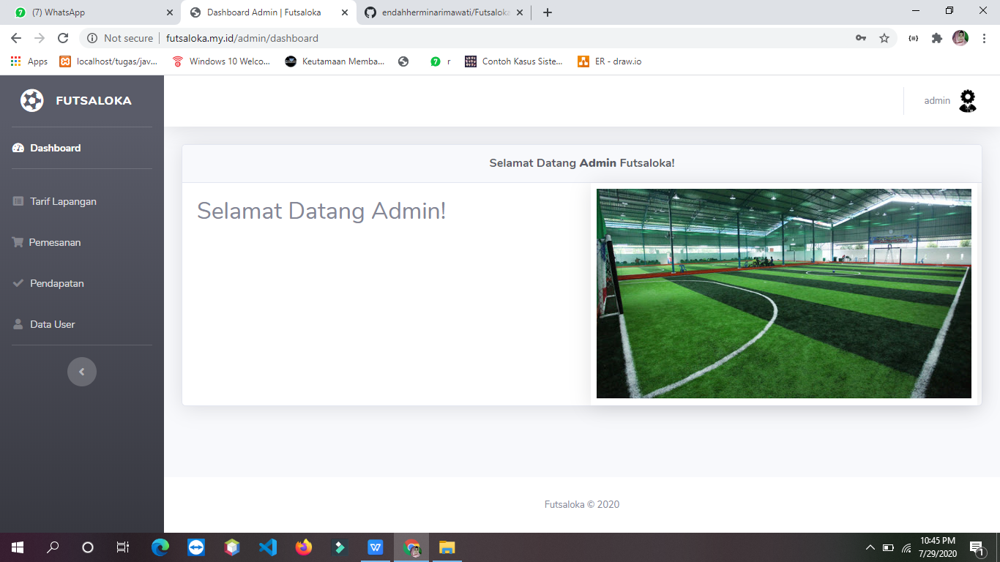 (7) WhatsApp
Dashboard Admin | Futsaloka
endahherminarimawati/Futsaloka
Not secure
futsaloka.my.id/admin/dashboard
Apps
localhost/tugas/jav...
Windows 10 Welco...
Keutamaan Memba...
7 r
Contoh Kasus Siste...
ER - draw.io
FUTSALOKA
admin
Dashboard
Selamat Datang Admin Futsaloka!
Selamat Datang Admin!
Tarif Lapangan
Pemesanan
Pendapatan
Data User
Futsaloka © 2020
10:45 PM
7/29/2020
1